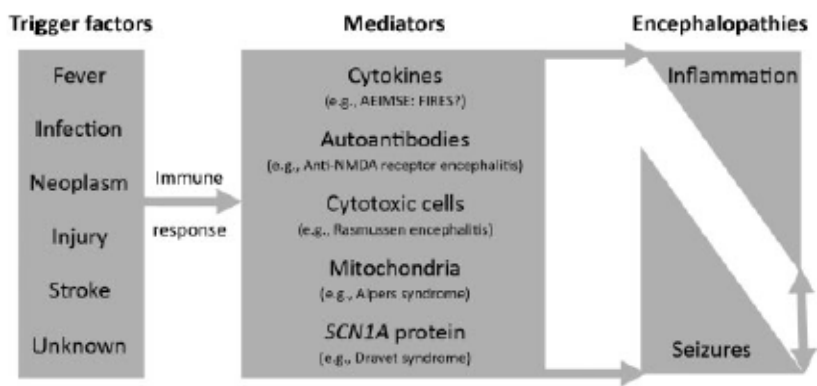 Trigger factors
Fever
Infection
Neoplasm
Injury
Stroke
Unknown
Immune
response
Mediators
Cytokines
(e.g., AEIMSE: FIRES?)
Autoantibodies
(e.g., Anti-NMDA receptor encephalitis)
Cytotoxic cells
(e.g., Rasmussen encephalitis)
Mitochondria
(e.g., Alpers syndrome)
SCN1A protein
(e.g., Dravet syndrome)
Encephalopathies
Inflammation
Seizures